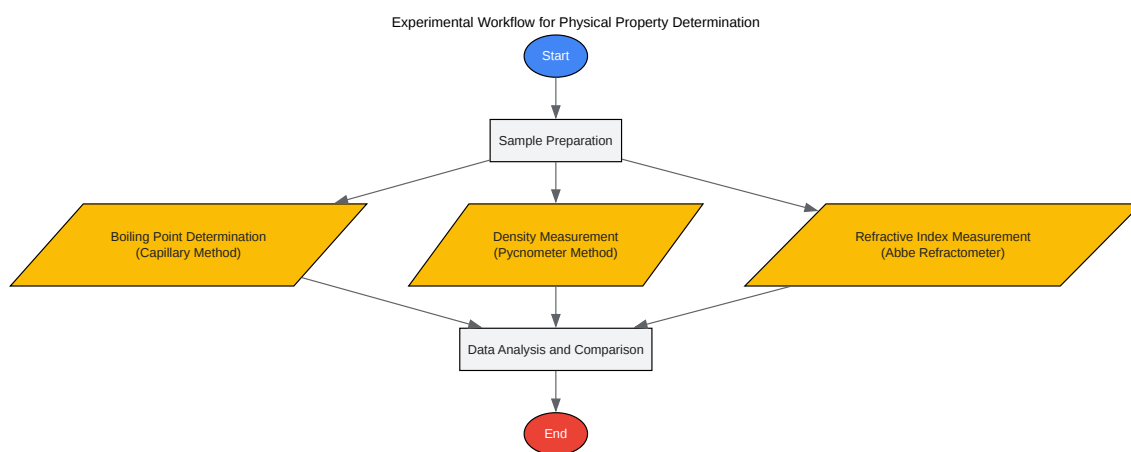 Experimental Workflow for Physical Property Determination
Start
Sample Preparation
Boiling Point Determination
(Capillary Method)
Density Measurement
(Pycnometer Method)
Refractive Index Measurement
(Abbe Refractometer)
Data Analysis and Comparison
End